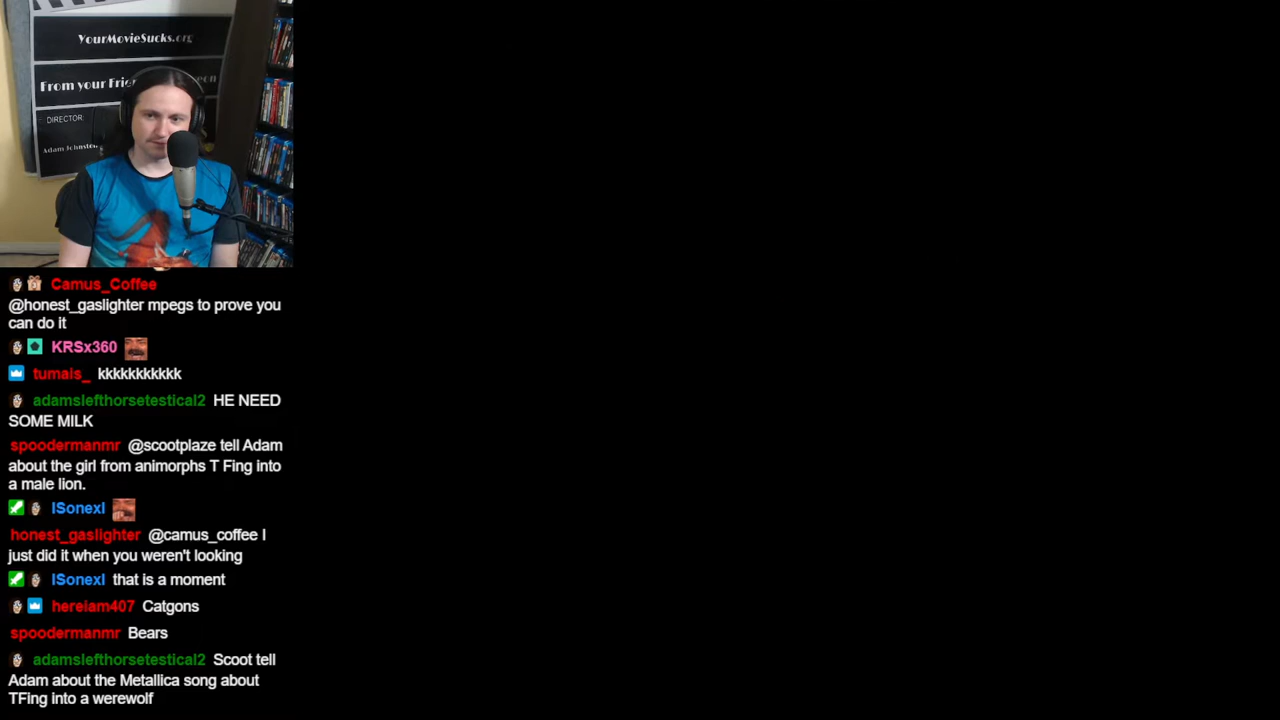 YourMovieSucks.org
From your Frie
DIRECTOR:
Adam Johnston
Camus_Coffee
@honest_gaslighter mpegs to prove you
can do it
KRSx360
tumais_ kkkkkkkkkkk
adamslefthorsetestical2 HE NEED
SOME MILK
spoodermanmr @scootplaze tell Adam
about the girl from animorphs T Fing into
a male lion.
ISonexI
honest_gaslighter @camus_coffee I
just did it when you weren't looking
ISonexI that is a moment
hereiam407 Catgons
spoodermanmr Bears
adamslefthorsetestical2 Scoot tell
Adam about the Metallica song about
TFing into a werewolf